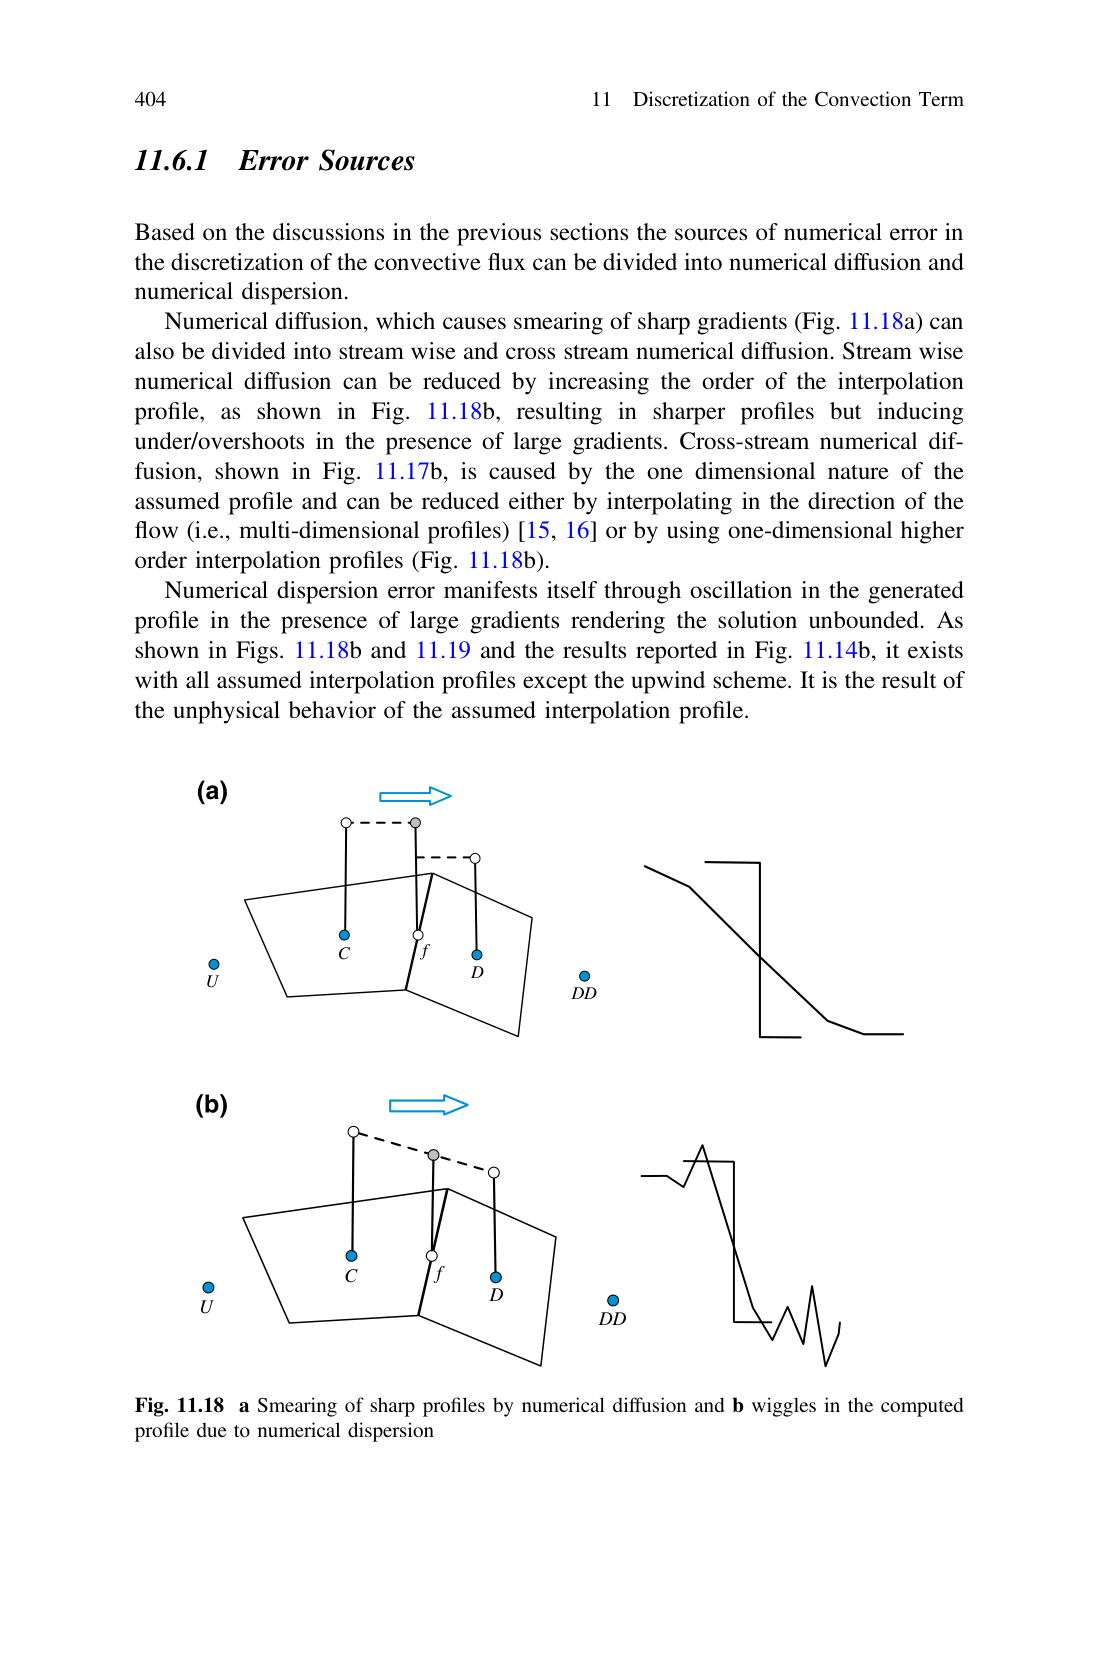 404
11 Discretization of the Convection Term
11.6.1 Error Sources
Based on the discussions in the previous sections the sources of numerical error in
the discretization of the convective flux can be divided into numerical diffusion and
numerical dispersion.
Numerical diffusion, which causes smearing of sharp gradients (Fig. 11.18a) can
also be divided into stream wise and cross stream numerical diffusion. Stream wise
numerical diffusion can be reduced by increasing the order of the interpolation
profile, as shown in Fig. 11.18b, resulting in sharper profiles but inducing
under/overshoots in the presence of large gradients. Cross-stream numerical dif-
fusion, shown in Fig. 11.17b, is caused by the one dimensional nature of the
assumed profile and can be reduced either by interpolating in the direction of the
flow (i.e., multi-dimensional profiles) [15, 16] or by using one-dimensional higher
order interpolation profiles (Fig. 11.18b).
Numerical dispersion error manifests itself through oscillation in the generated
profile in the presence of large gradients rendering the solution unbounded. As
shown in Figs. 11.18b and 11.19 and the results reported in Fig. 11.14b, it exists
with all assumed interpolation profiles except the upwind scheme. It is the result of
the unphysical behavior of the assumed interpolation profile.
(a)
C
f
D
U
DD
(b)
C
f
D
U
DD
Fig. 11.18 a Smearing of sharp profiles by numerical diffusion and b wiggles in the computed
profile due to numerical dispersion